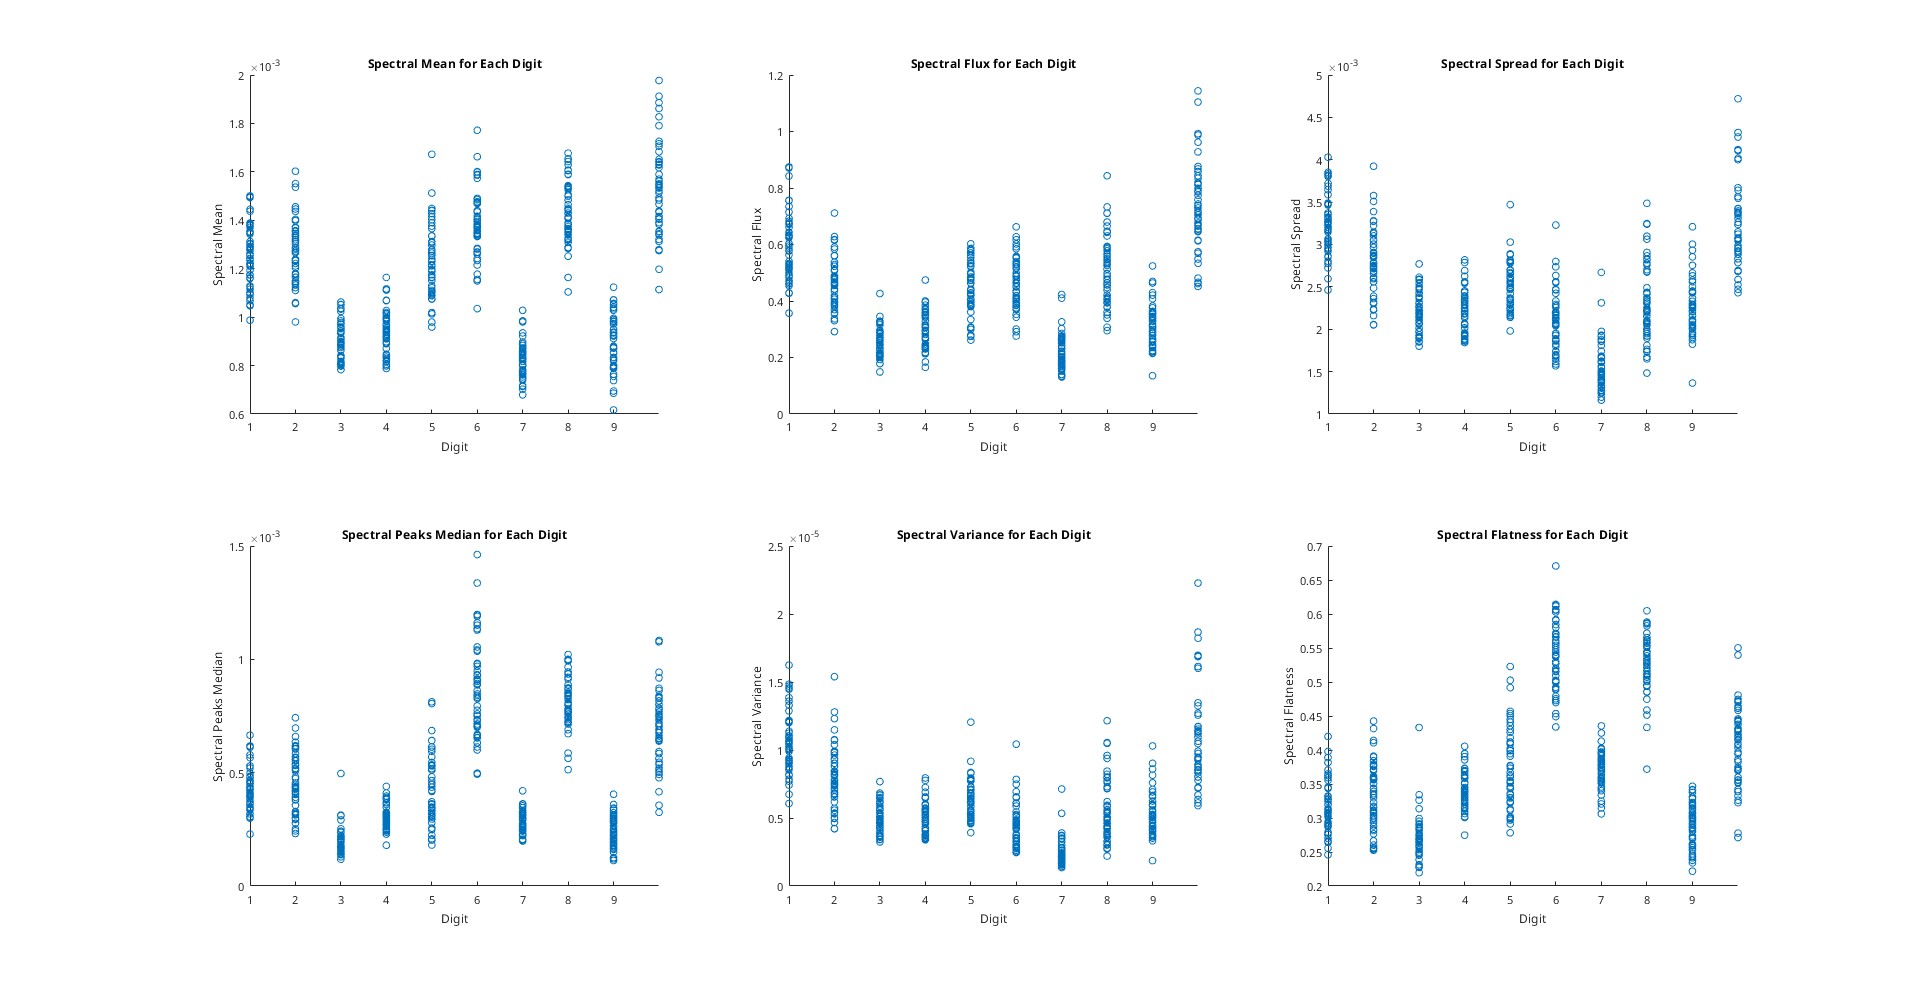 Spectral Mean for Each Digit
×10-3
2
1.8
1.6
1.4
1.2
1
0.8
0.6
Spectral Mean
1 2 3 4 5 6 7 8 9
Digit
Spectral Flux for Each Digit
1.2
1
0.8
0.6
0.4
0.2
0
Spectral Flux
1 2 3 4 5 6 7 8 9
Digit
Spectral Spread for Each Digit
×10-3
5
4.5
4
3.5
3
2.5
2
1.5
1
Spectral Spread
1 2 3 4 5 6 7 8 9
Digit
Spectral Peaks Median for Each Digit
×10-3
1.5
1
0.5
0
Spectral Peaks Median
1 2 3 4 5 6 7 8 9
Digit
Spectral Variance for Each Digit
×10-5
2.5
2
1.5
1
0.5
0
Spectral Variance
1 2 3 4 5 6 7 8 9
Digit
Spectral Flatness for Each Digit
0.7
0.65
0.6
0.55
0.5
0.45
0.4
0.35
0.3
0.25
0.2
Spectral Flatness
1 2 3 4 5 6 7 8 9
Digit